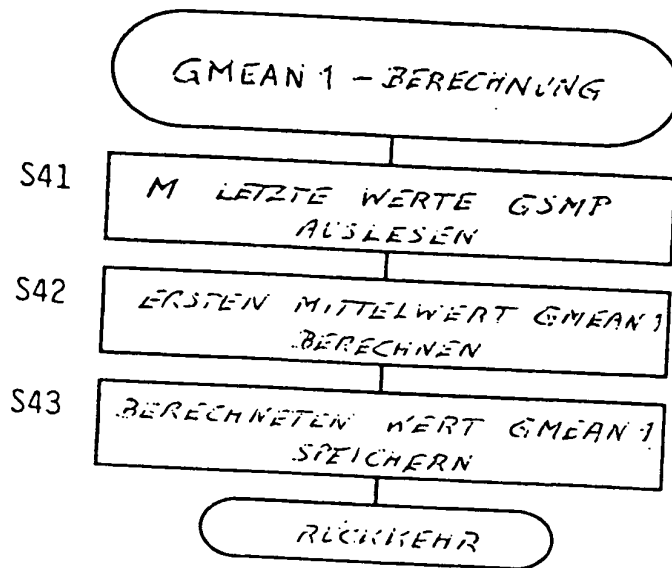 GMEAN 1 - BERECHNUNG
S41
M LETZTE WERTE GSMP
AUSLESEN
S42
ERSTEN MITTELWERT GMEAN 1
BERECHNEN
S43
BERECHNETEN WERT GMEAN 1
SPEICHERN
RÜCKKEHR